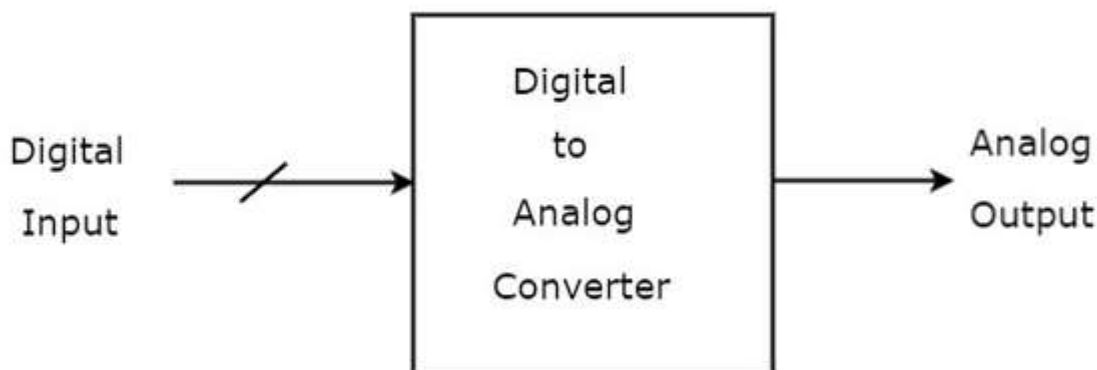 Digital
Input
Digital
to
Analog
Converter
Analog
Output